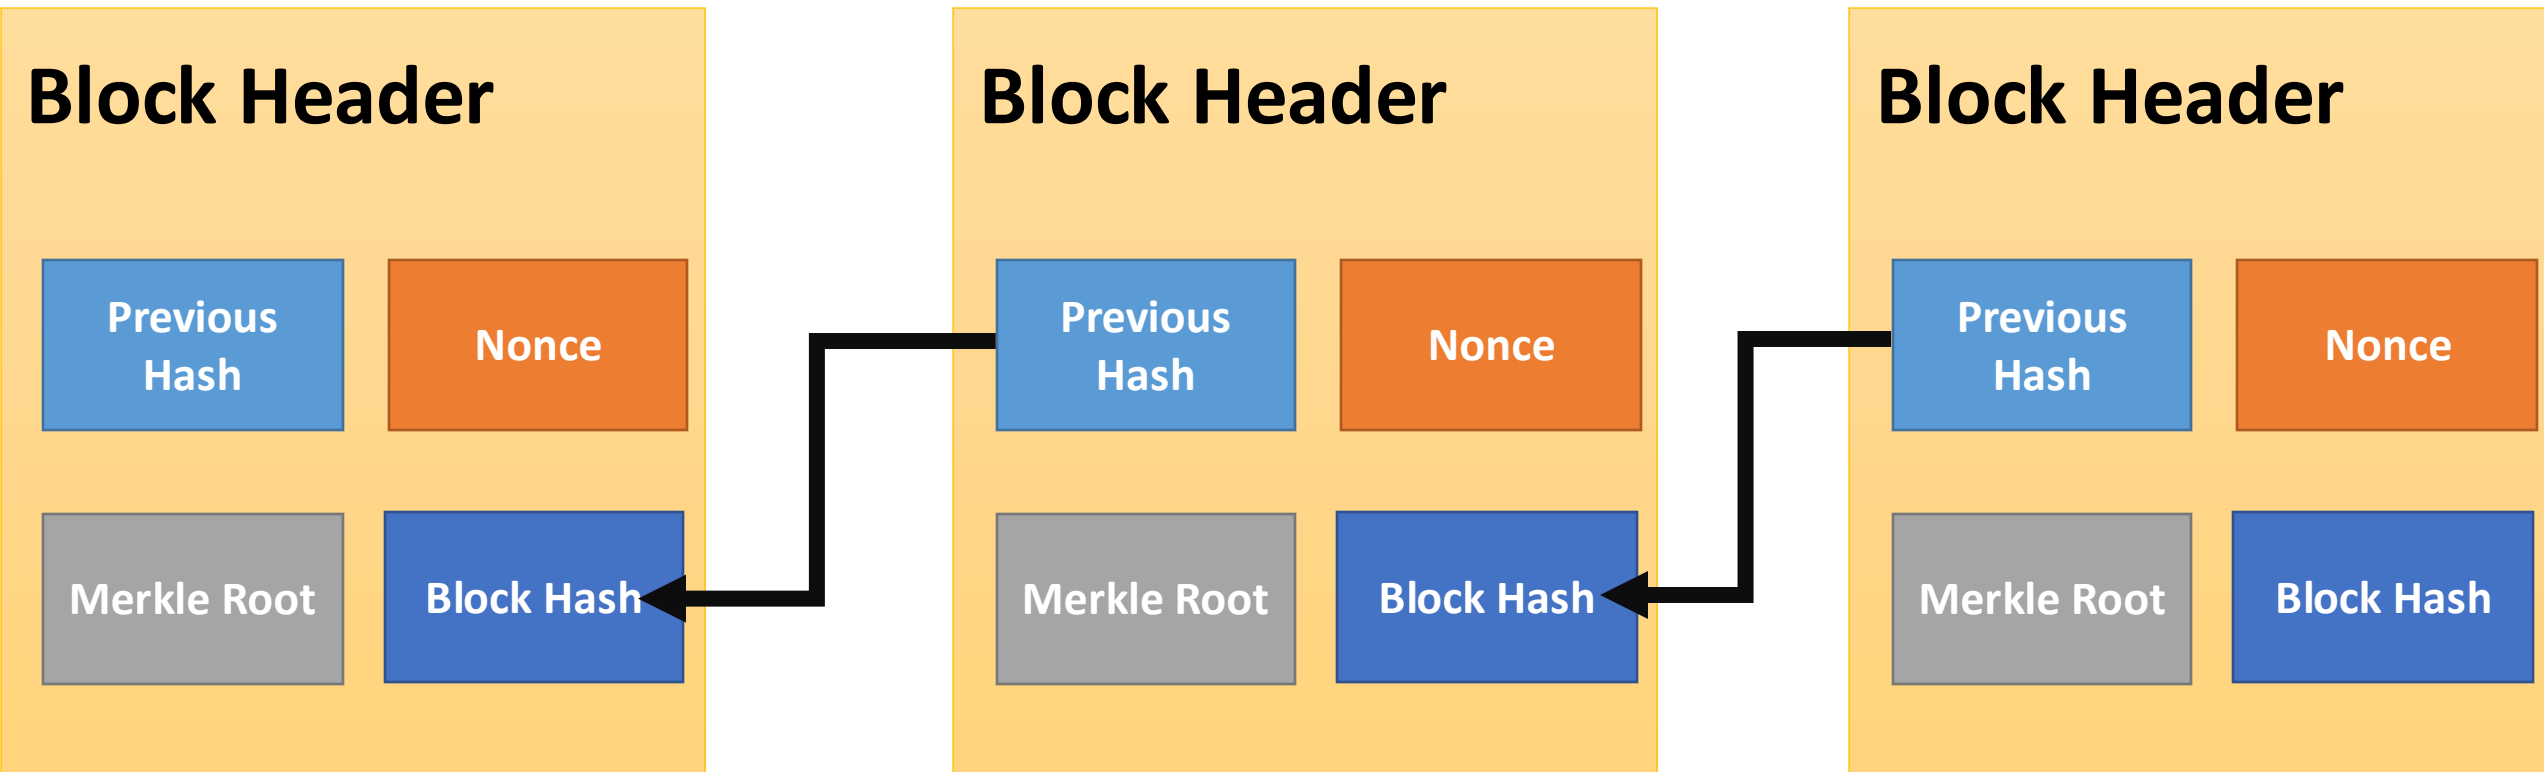 Block Header
Previous
Hash
Nonce
Merkle Root
Block Hash
Block Header
Previous
Hash
Nonce
Merkle Root
Block Hash
Block Header
Previous
Hash
Nonce
Merkle Root
Block Hash